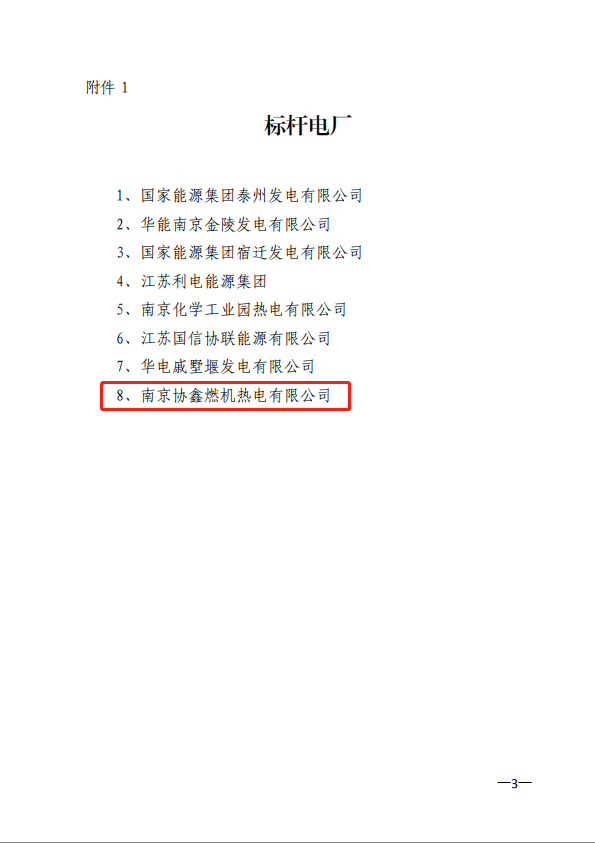 附件 1
标杆电厂
1、国家能源集团泰州发电有限公司
2、华能南京金陵发电有限公司
3、国家能源集团宿迁发电有限公司
4、江苏利电能源集团
5、南京化学工业园热电有限公司
6、江苏国信协联能源有限公司
7、华电戚墅堰发电有限公司
8、南京协鑫燃机热电有限公司
—3—